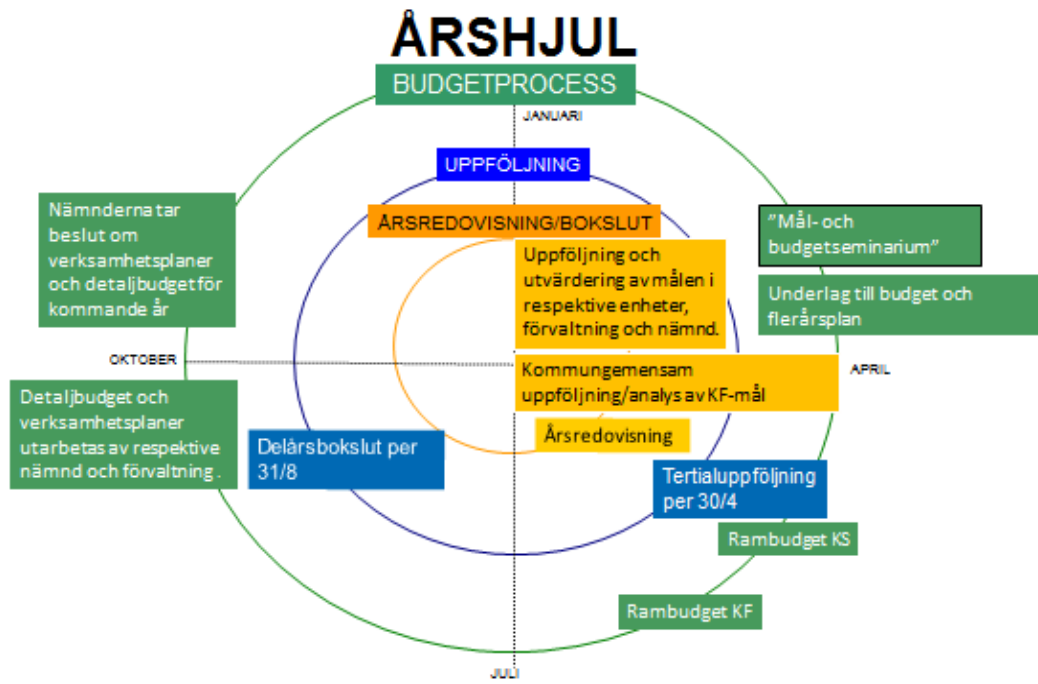 ÅRSHJUL
BUDGETPROCESS
JANUARI
UPPFÖLJNING
ÅRSREDOVISNING/BOKSLUT
Nämnderna tar
beslut om
verksamhetsplaner
och detaljbudget för
kommande år
Uppföljning och
utvärdering av målen i
respektive enheter,
förvaltning och nämnd.
"Mål- och
budgetseminarium"
Underlag till budget och
flerårsplan
OKTOBER
APRIL
Kommungemensam
uppföljning/analys av KF-mål
Detaljbudget och
verksamhetsplaner
utarbetas av respektive
nämnd och förvaltning.
Årsredovisning
Delårsbokslut per
31/8
Tertialuppföljning
per 30/4
Rambudget KS
Rambudget KF
JULI